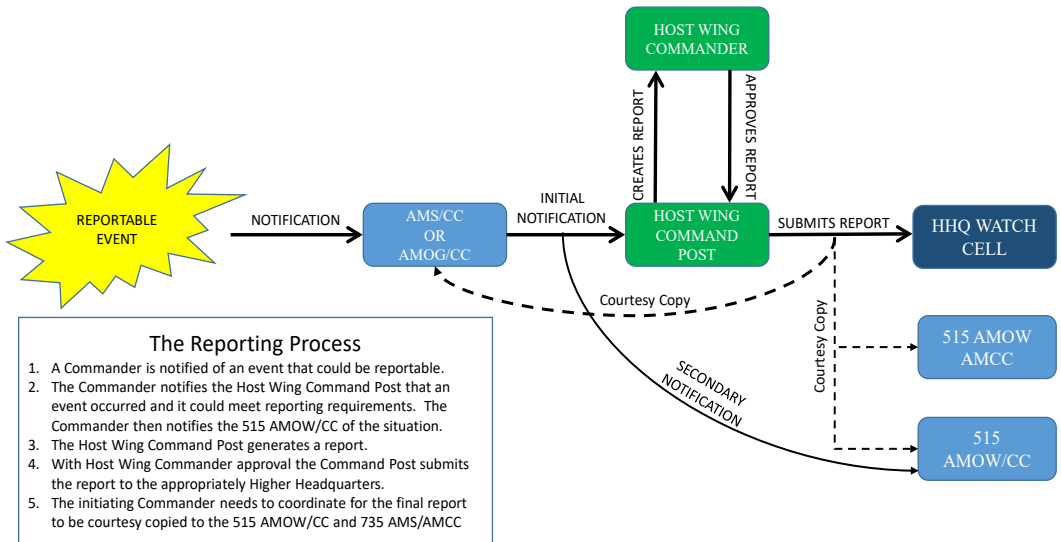 HOST WING
COMMANDER
CREATES REPORT
APPROVES REPORT
REPORTABLE
EVENT
NOTIFICATION
AMS/CC
OR
AMOG/CC
INITIAL
NOTIFICATION
HOST WING
COMMAND
POST
SUBMITS REPORT
HHQ WATCH
CELL
Courtesy Copy
Courtesy Copy
515 AMOW
AMCC
SECONDARY
NOTIFICATION
515
AMOW/CC
The Reporting Process
1. A Commander is notified of an event that could be reportable.
2. The Commander notifies the Host Wing Command Post that an
event occurred and it could meet reporting requirements. The
Commander then notifies the 515 AMOW/CC of the situation.
3. The Host Wing Command Post generates a report.
4. With Host Wing Commander approval the Command Post submits
the report to the appropriately Higher Headquarters.
5. The initiating Commander needs to coordinate for the final report
to be courtesy copied to the 515 AMOW/CC and 735 AMS/AMCC